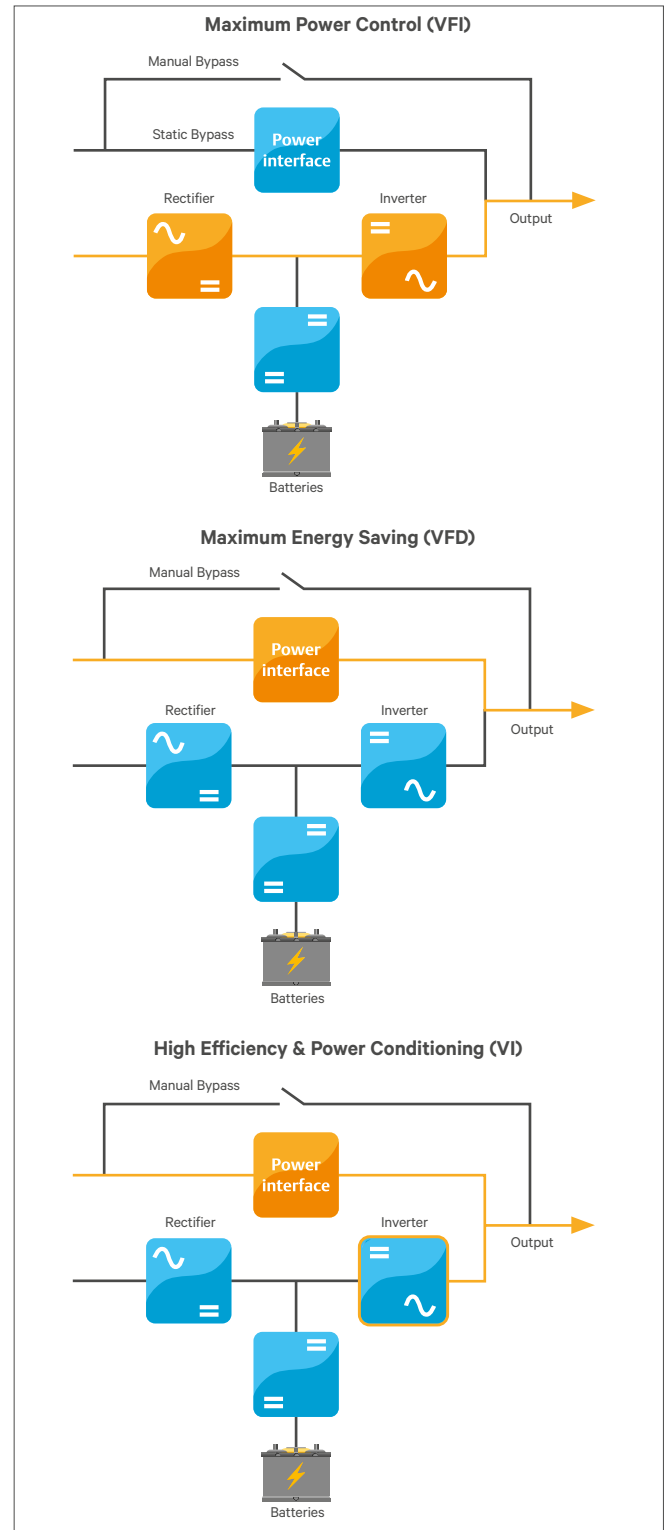 Maximum Power Control (VFI)
Manual Bypass
Static Bypass
Power
interface
Rectifier
Inverter
Output
Batteries
Maximum Energy Saving (VFD)
Manual Bypass
Power
interface
Rectifier
Inverter
Output
Batteries
High Efficiency & Power Conditioning (VI)
Manual Bypass
Power
interface
Rectifier
Inverter
Output
Batteries